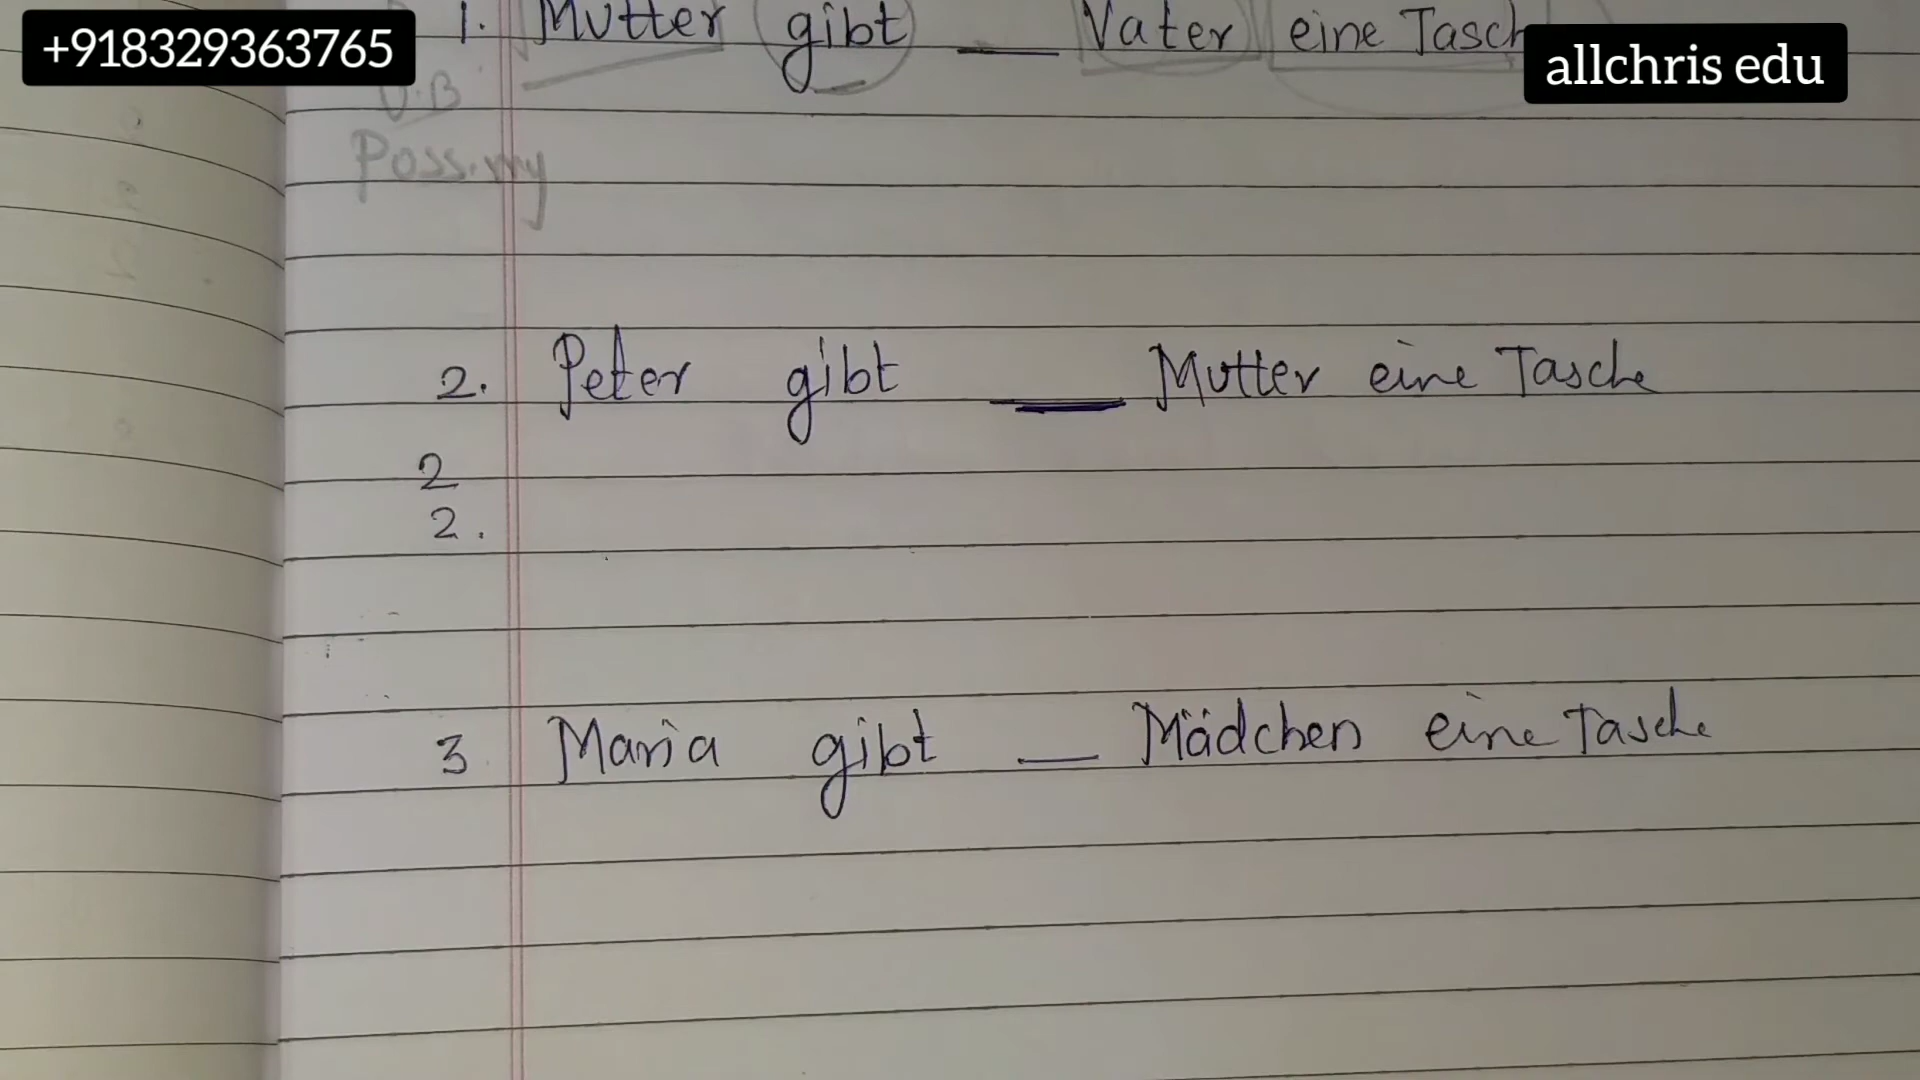 +918329363765
allchris edu
1. Mutter gibt __ Vater eine Tasch
Poss. my
2. Peter gibt __ Mutter eine Tasche
2
2.
3 Maria gibt __ Mädchen eine Tasche